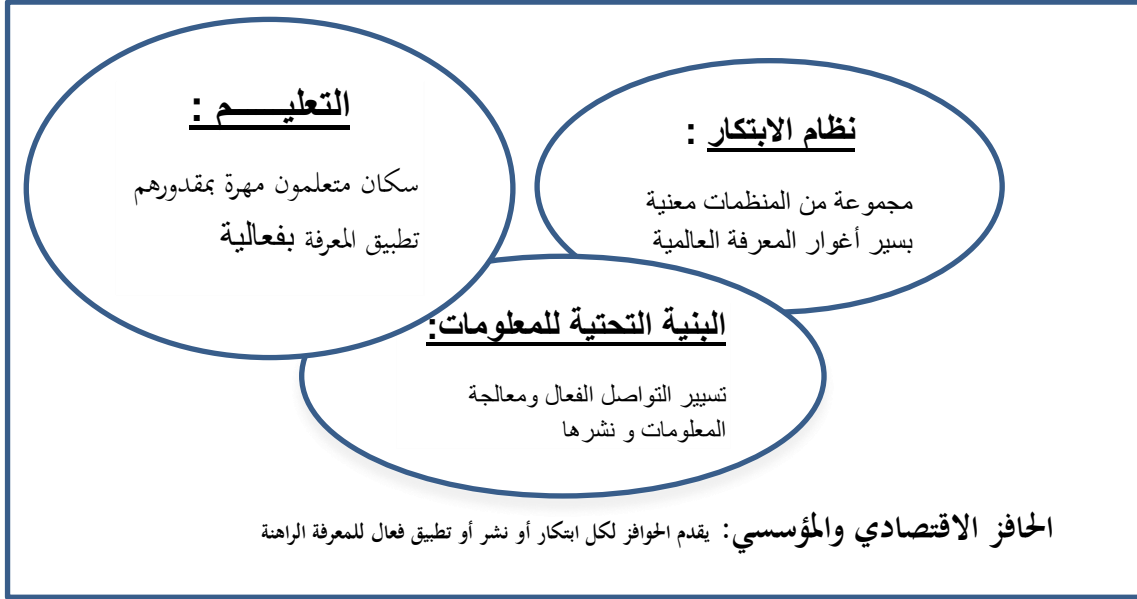 التعليـــــم :
سكان متعلمون مهرة بمقدورهم
تطبيق المعرفة بفعالية
نظام الابتكار :
مجموعة من المنظمات معنية
بسير أغوار المعرفة العالمية
البنية التحتية للمعلومات:
تسيير التواصل الفعال ومعالجة
المعلومات و نشرها
الحافز الاقتصادي والمؤسسي: يقدم الحوافز لكل ابتكار أو نشر أو تطبيق فعال للمعرفة الراهنة